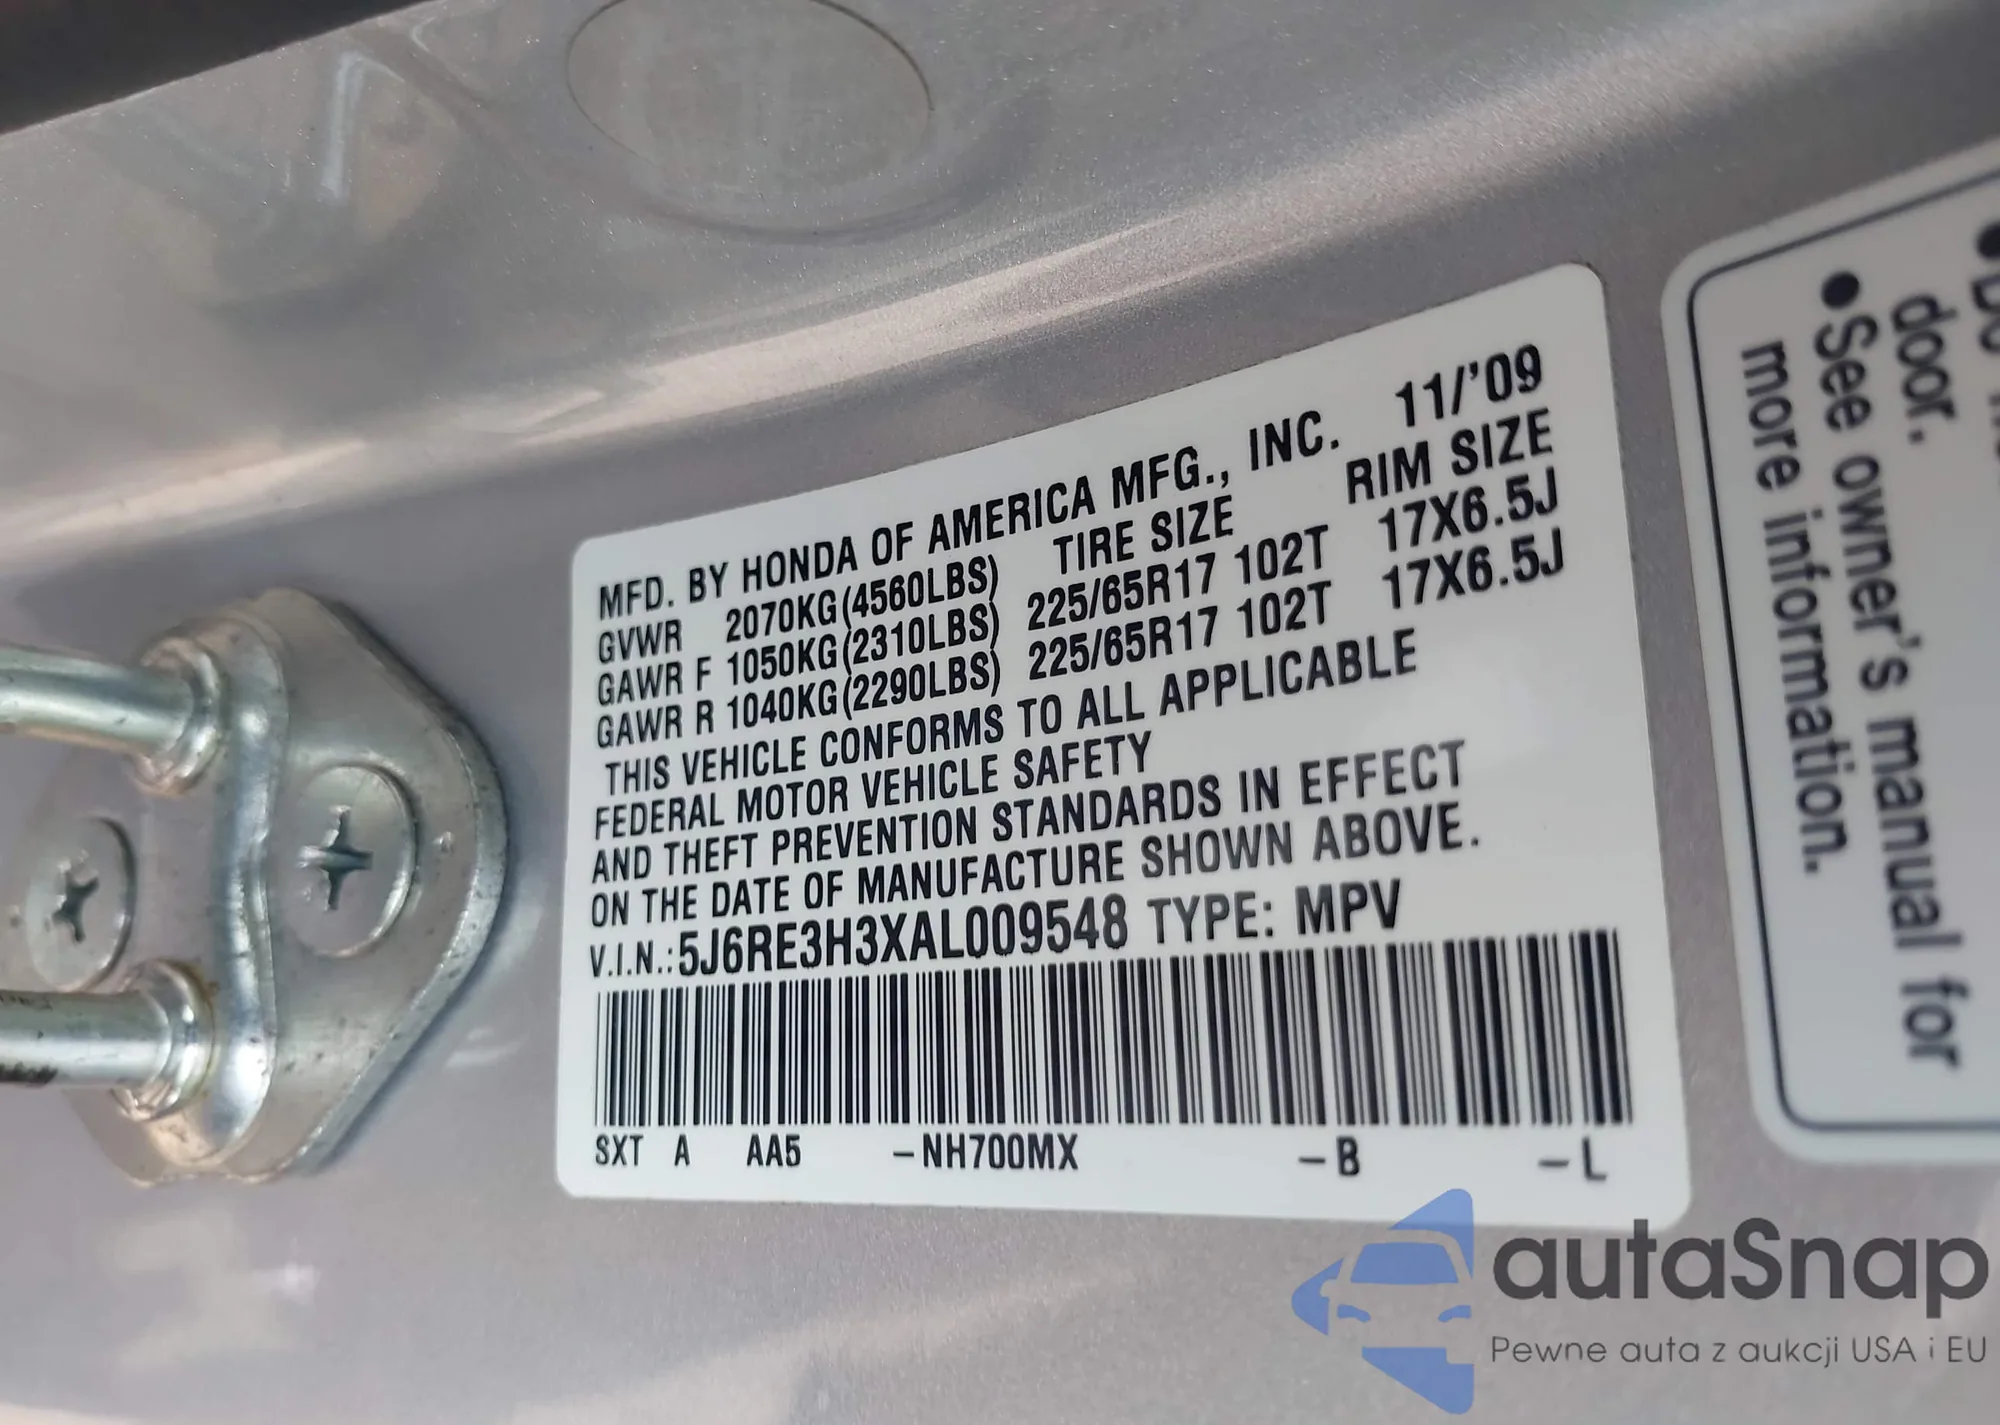 MFD. BY HONDA OF AMERICA MFG., INC. 11/'09
GVWR 2070KG(4560LBS) TIRE SIZE RIM SIZE
GAWR F 1050KG(2310LBS) 225/65R17 102T 17X6.5J
GAWR R 1040KG(2290LBS) 225/65R17 102T 17X6.5J
THIS VEHICLE CONFORMS TO ALL APPLICABLE
FEDERAL MOTOR VEHICLE SAFETY
AND THEFT PREVENTION STANDARDS IN EFFECT
ON THE DATE OF MANUFACTURE SHOWN ABOVE.
V.I.N.: 5J6RE3H3XAL009548 TYPE: MPV
SXT A AA5 -NH700MX -B -L
door.
●See owner's manual for
more information.
autaSnap
Pewne auta z aukcji USA i EU